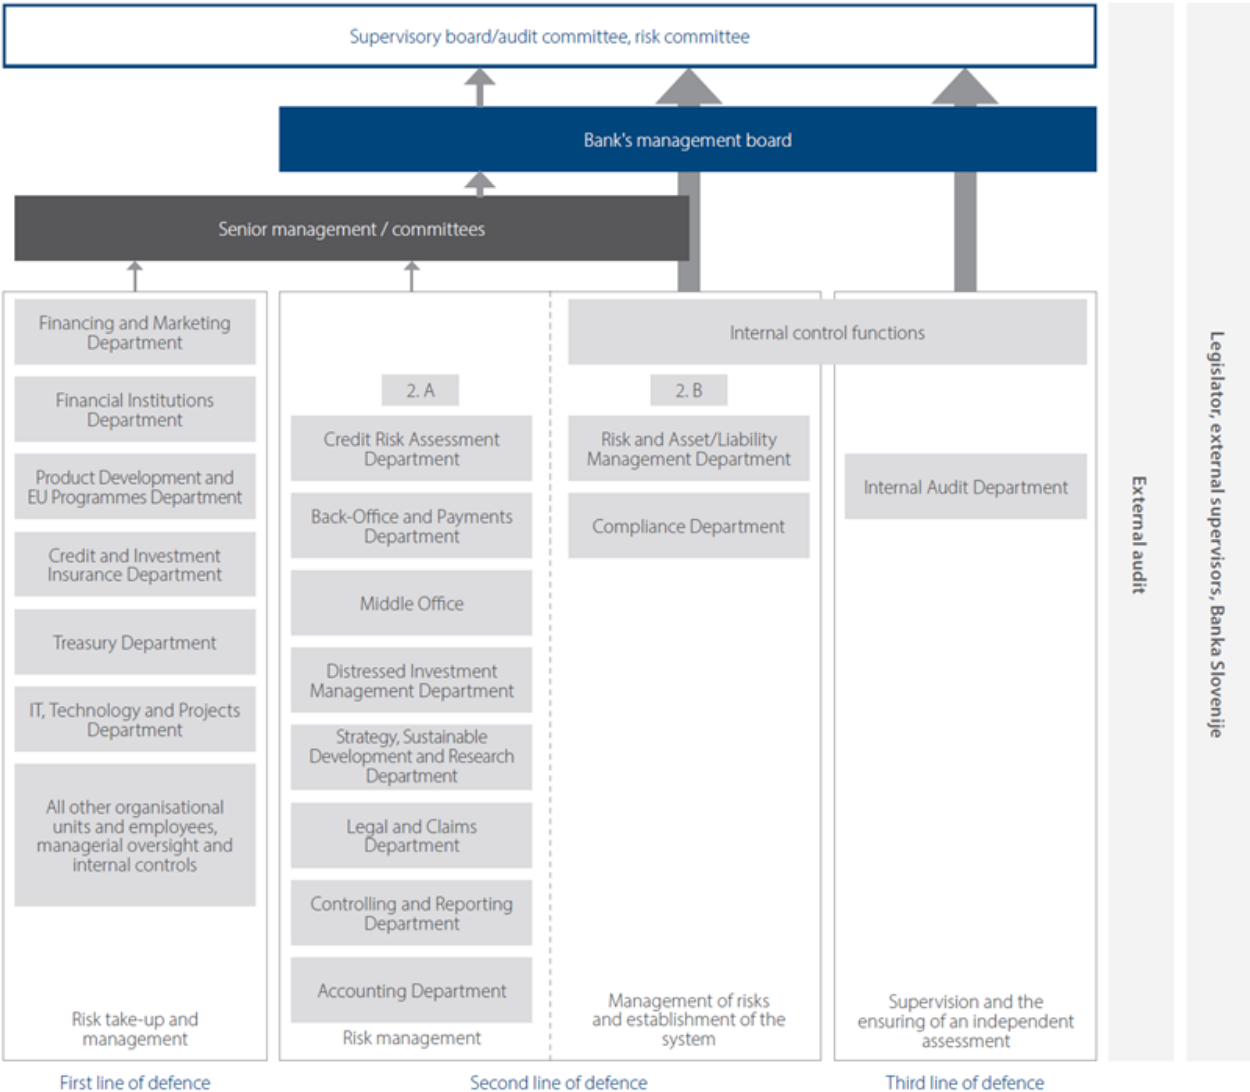 Supervisory board/audit committee, risk committee
Bank's management board
Senior management / committees
Financing and Marketing
Department
Financial Institutions
Department
Product Development and
EU Programmes Department
Credit and Investment
Insurance Department
Treasury Department
IT, Technology and Projects
Department
All other organisational
units and employees,
managerial oversight and
internal controls
Risk take-up and
management
First line of defence
2. A
Credit Risk Assessment
Department
Back-Office and Payments
Department
Middle Office
Distressed Investment
Management Department
Strategy, Sustainable
Development and Research
Department
Legal and Claims
Department
Controlling and Reporting
Department
Accounting Department
Risk management
Internal control functions
2. B
Risk and Asset/Liability
Management Department
Compliance Department
Management of risks
and establishment of the
system
Second line of defence
Internal Audit Department
Supervision and the
ensuring of an independent
assessment
Third line of defence
External audit
Legislator, external supervisors, Banka Slovenije